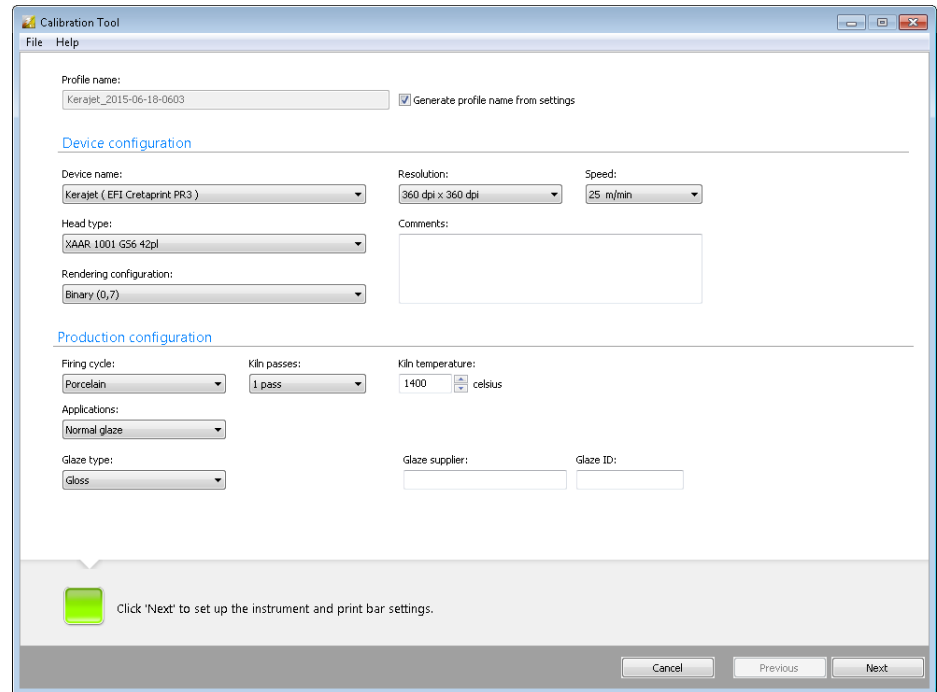 Calibration Tool
File Help
Profile name:
Kerajet_2015-06-18-0603
Generate profile name from settings
Device configuration
Device name: Resolution: Speed:
Kerajet ( EFI Cretaprint PR3 ) 360 dpi x 360 dpi 25 m/min
Head type: Comments:
XAAR 1001 GS6 42pl
Rendering configuration:
Binary (0,7)
Production configuration
Firing cycle: Kiln passes: Kiln temperature:
Porcelain 1 pass 1400 celsius
Applications:
Normal glaze
Glaze type: Glaze supplier: Glaze ID:
Gloss
Click 'Next' to set up the instrument and print bar settings.
Cancel Previous Next